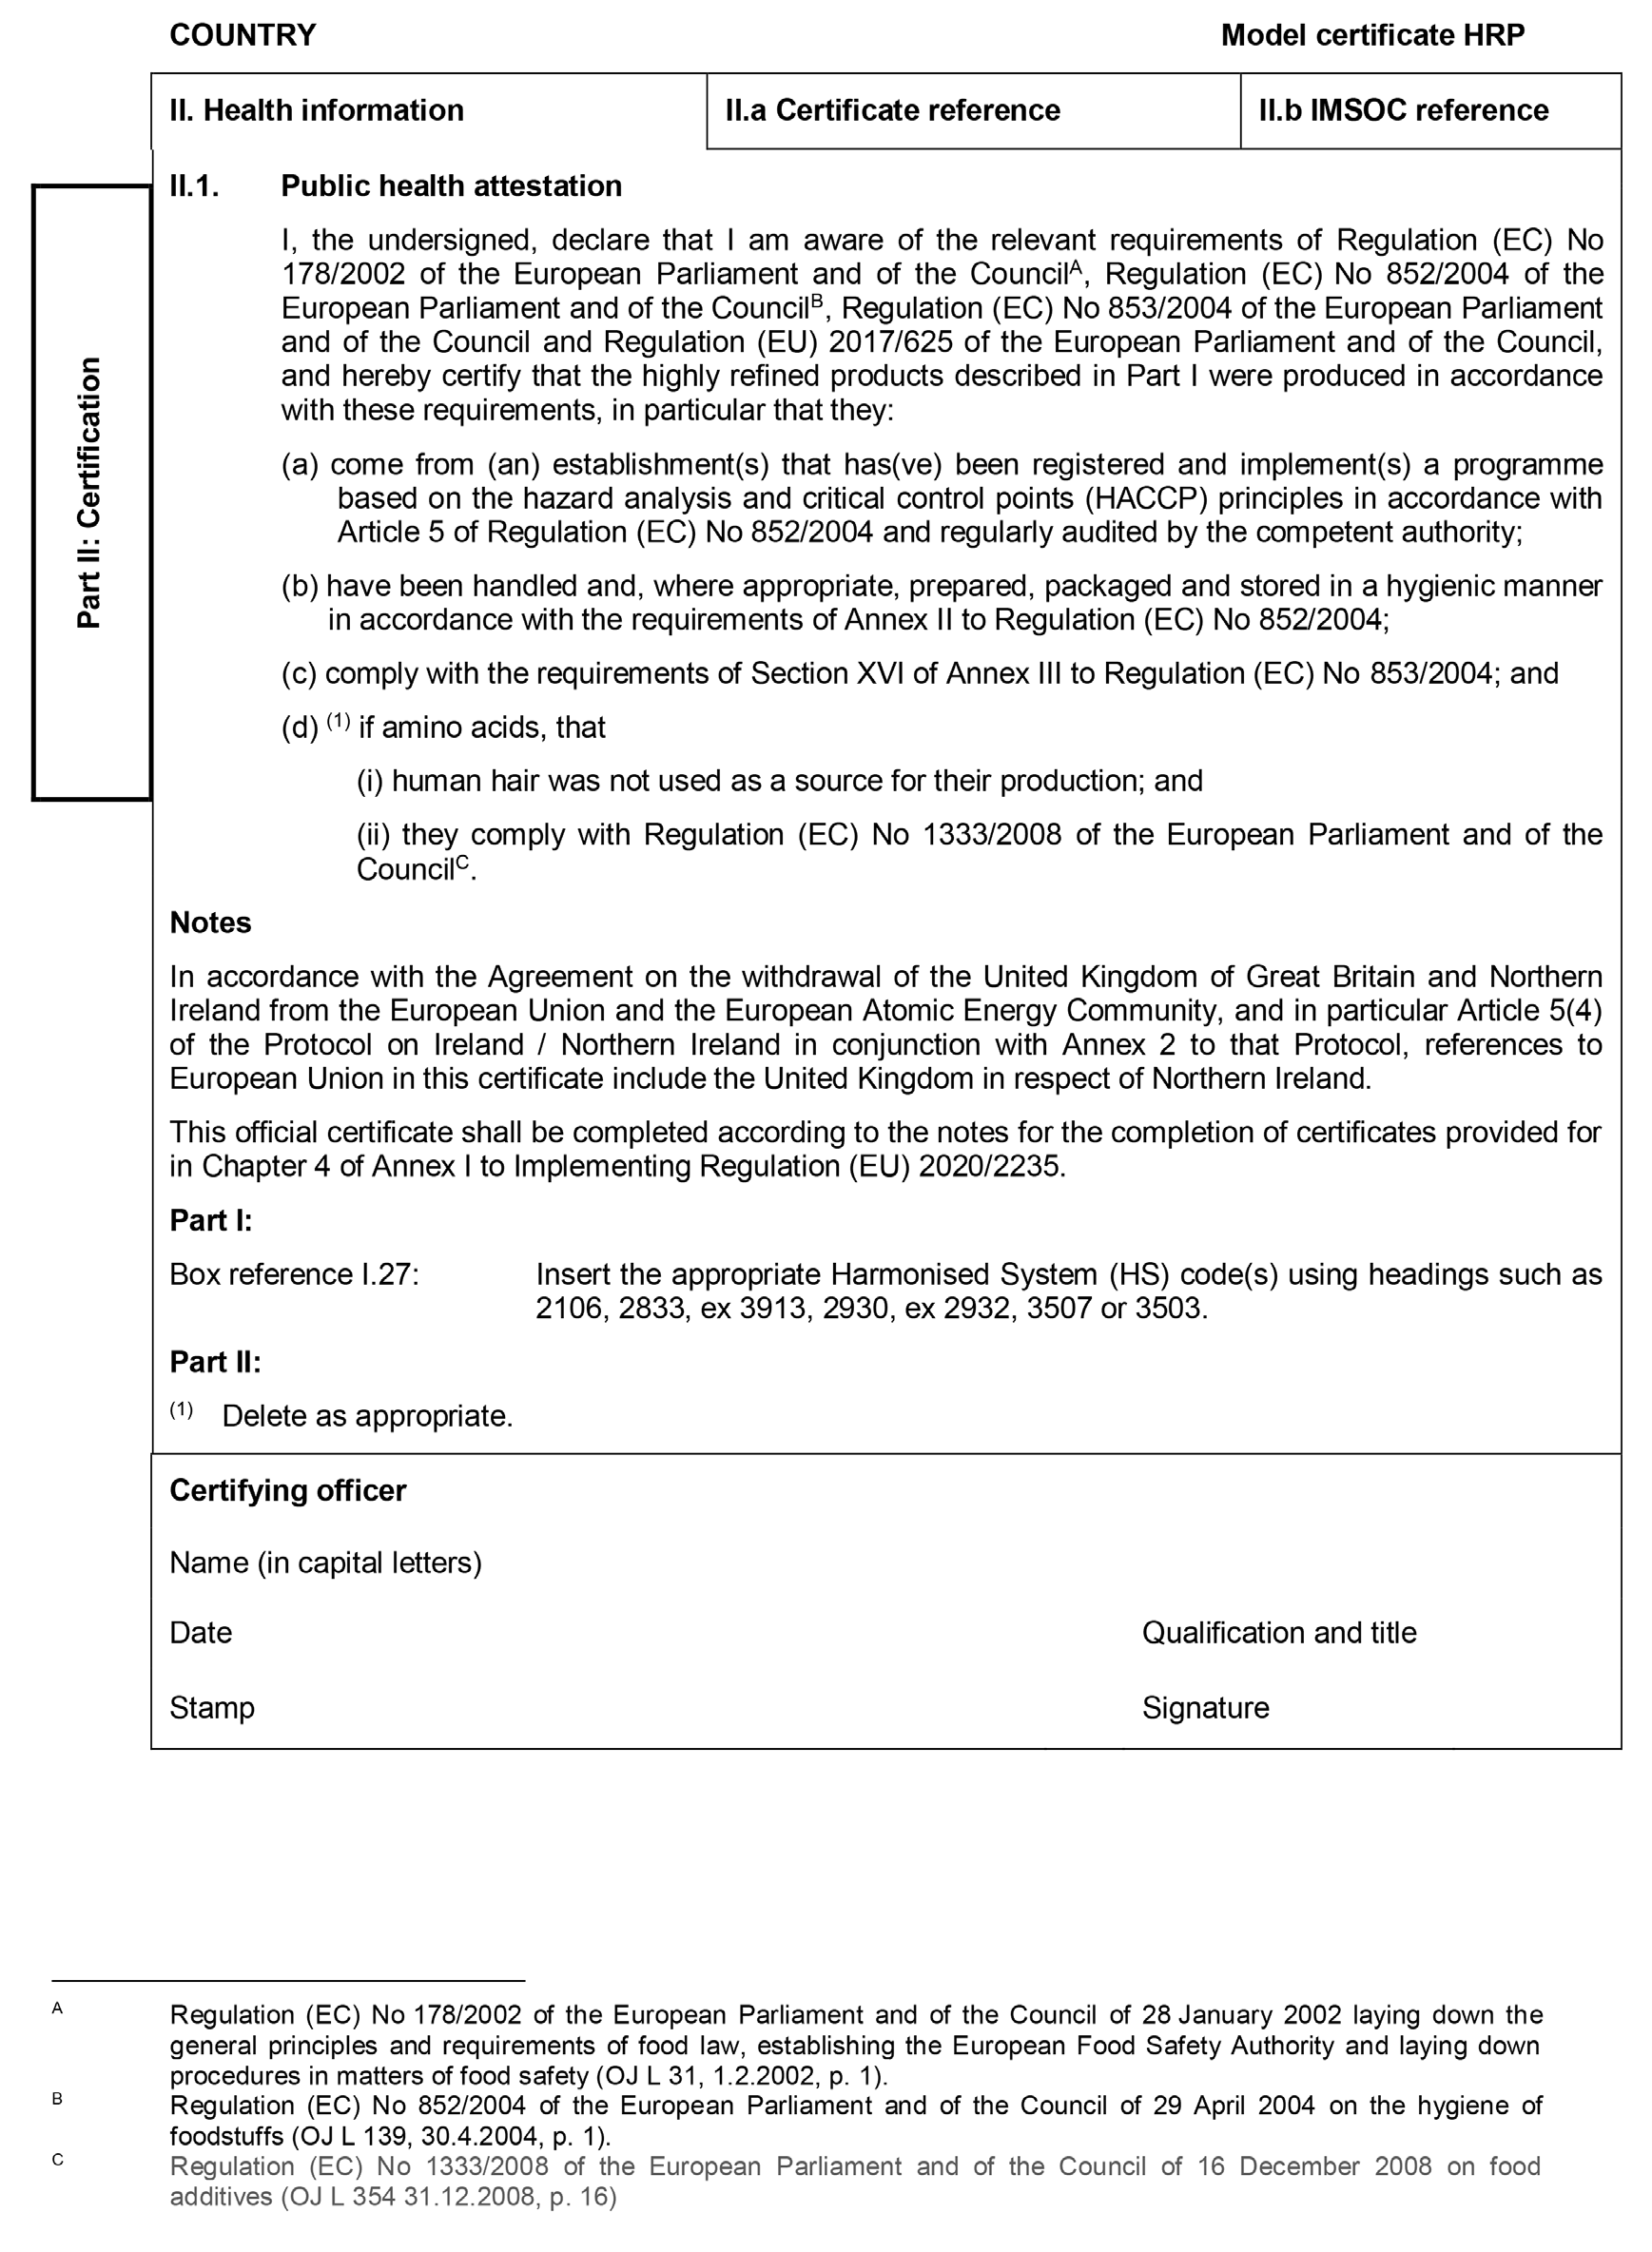 COUNTRY Model certificate HRP
II. Health information II.a Certificate reference II.b IMSOC reference
Part II: Certification
II.1. Public health attestation
I, the undersigned, declare that I am aware of the relevant requirements of Regulation (EC) No
178/2002 of the European Parliament and of the Council^A, Regulation (EC) No 852/2004 of the
European Parliament and of the Council^B, Regulation (EC) No 853/2004 of the European Parliament
and of the Council and Regulation (EU) 2017/625 of the European Parliament and of the Council,
and hereby certify that the highly refined products described in Part I were produced in accordance
with these requirements, in particular that they:
(a) come from (an) establishment(s) that has(ve) been registered and implement(s) a programme
based on the hazard analysis and critical control points (HACCP) principles in accordance with
Article 5 of Regulation (EC) No 852/2004 and regularly audited by the competent authority;
(b) have been handled and, where appropriate, prepared, packaged and stored in a hygienic manner
in accordance with the requirements of Annex II to Regulation (EC) No 852/2004;
(c) comply with the requirements of Section XVI of Annex III to Regulation (EC) No 853/2004; and
(d) (1) if amino acids, that
(i) human hair was not used as a source for their production; and
(ii) they comply with Regulation (EC) No 1333/2008 of the European Parliament and of the
Council^C.
Notes
In accordance with the Agreement on the withdrawal of the United Kingdom of Great Britain and Northern
Ireland from the European Union and the European Atomic Energy Community, and in particular Article 5(4)
of the Protocol on Ireland / Northern Ireland in conjunction with Annex 2 to that Protocol, references to
European Union in this certificate include the United Kingdom in respect of Northern Ireland.
This official certificate shall be completed according to the notes for the completion of certificates provided for
in Chapter 4 of Annex I to Implementing Regulation (EU) 2020/2235.
Part I:
Box reference I.27: Insert the appropriate Harmonised System (HS) code(s) using headings such as
2106, 2833, ex 3913, 2930, ex 2932, 3507 or 3503.
Part II:
(1) Delete as appropriate.
Certifying officer
Name (in capital letters)
Date Qualification and title
Stamp Signature
A Regulation (EC) No 178/2002 of the European Parliament and of the Council of 28 January 2002 laying down the
general principles and requirements of food law, establishing the European Food Safety Authority and laying down
procedures in matters of food safety (OJ L 31, 1.2.2002, p. 1).
B Regulation (EC) No 852/2004 of the European Parliament and of the Council of 29 April 2004 on the hygiene of
foodstuffs (OJ L 139, 30.4.2004, p. 1).
C Regulation (EC) No 1333/2008 of the European Parliament and of the Council of 16 December 2008 on food
additives (OJ L 354 31.12.2008, p. 16)